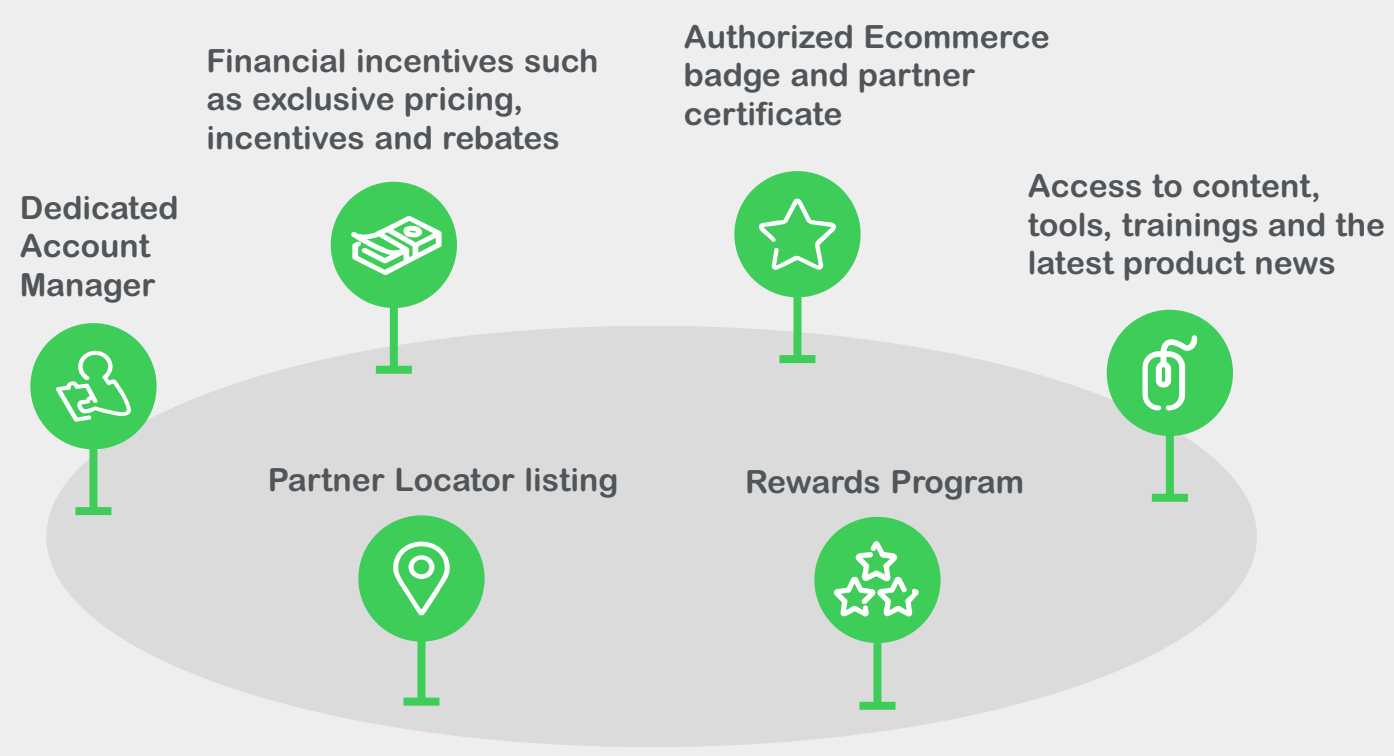 Financial incentives such
as exclusive pricing,
incentives and rebates
Authorized Ecommerce
badge and partner
certificate
Dedicated
Account
Manager
Access to content,
tools, trainings and the
latest product news
Partner Locator listing
Rewards Program